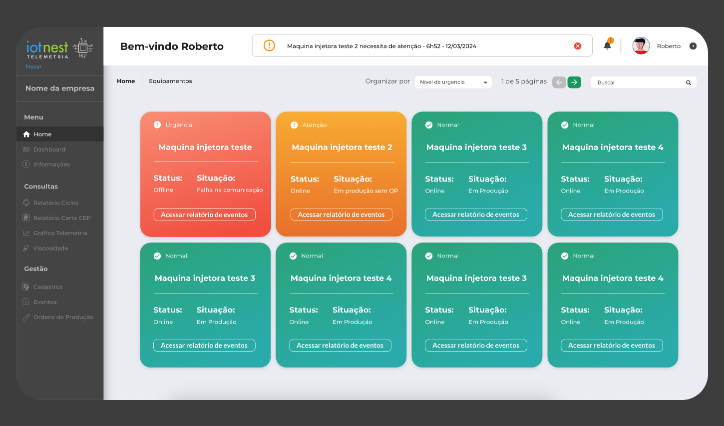 iotnest
TELEMETRIA
Trocar
Nome da empresa
Menu
Home
Dashboard
Informações
Consultas
Relatório Ciclos
Relatório Carta CEP
Gráfico Telemetria
Viscosidade
Gestão
Cadastros
Eventos
Ordens de Produção
Bem-vindo Roberto
Maquina injetora teste 2 necessita de atenção - 6h52 - 12/03/2024
1
Roberto
Home
Equipamentos
Organizar por
Nível de urgencia
1 de 5 páginas
Buscar
Urgência
Maquina injetora teste
Status: Situação:
Offline Falha na comunicação
Acessar relatório de eventos
Atenção
Maquina injetora teste 2
Status: Situação:
Online Em produção sem OP
Acessar relatório de eventos
Normal
Maquina injetora teste 3
Status: Situação:
Online Em Produção
Acessar relatório de eventos
Normal
Maquina injetora teste 4
Status: Situação:
Online Em Produção
Acessar relatório de eventos
Normal
Maquina injetora teste 3
Status: Situação:
Online Em Produção
Acessar relatório de eventos
Normal
Maquina injetora teste 4
Status: Situação:
Online Em Produção
Acessar relatório de eventos
Normal
Maquina injetora teste 3
Status: Situação:
Online Em Produção
Acessar relatório de eventos
Normal
Maquina injetora teste 4
Status: Situação:
Online Em Produção
Acessar relatório de eventos